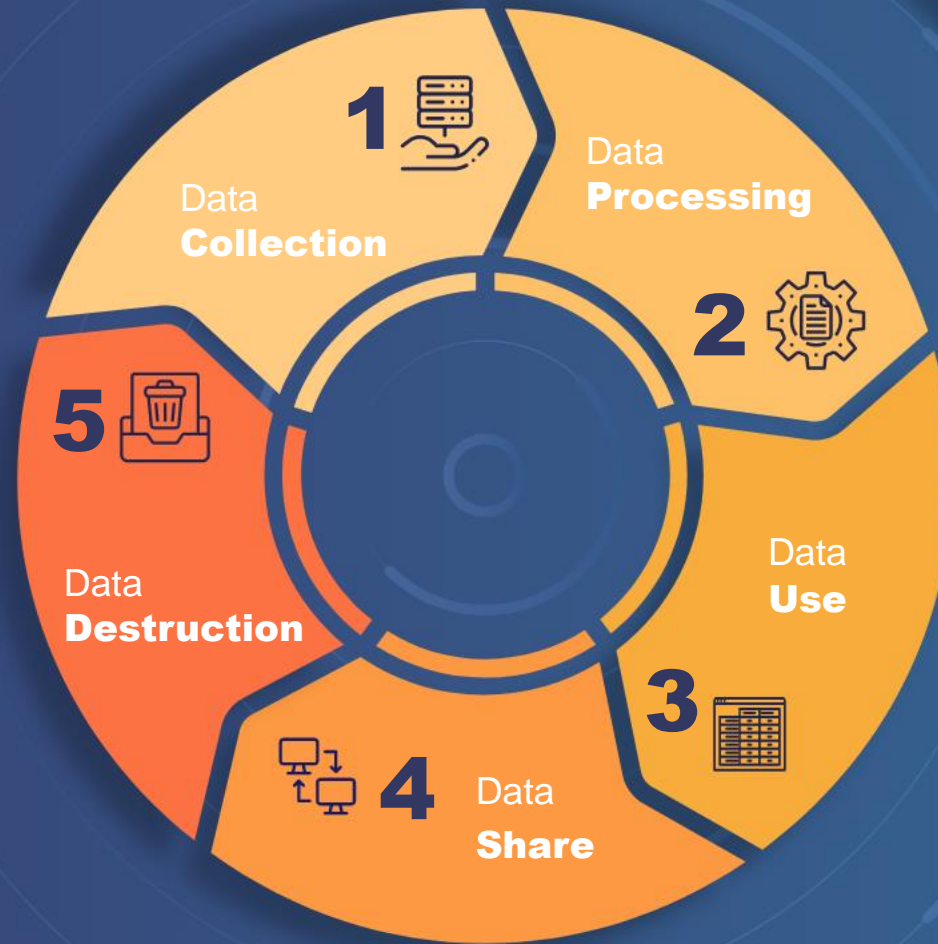 1
Data
Collection
Data
Processing
2
Data
Use
3
4
Data
Share
5
Data
Destruction